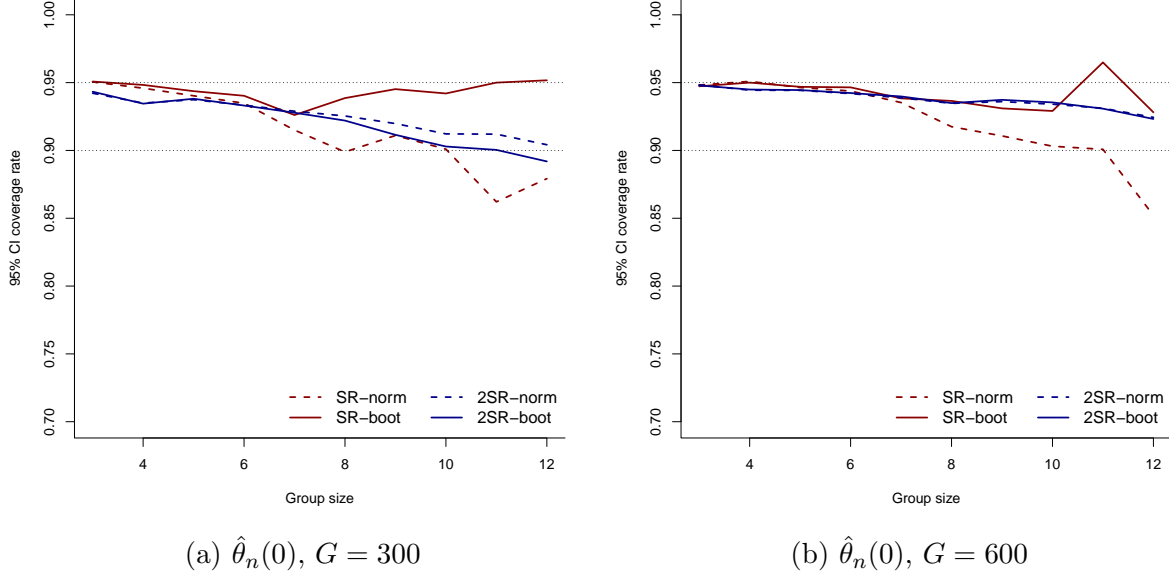 1.00
0.95
0.90
0.85
0.80
0.75
0.70
95% CI coverage rate
SR−norm 2SR−norm
SR−boot 2SR−boot
4 6 8 10 12
Group size
(a) θ̂ₙ(0), G = 300
1.00
0.95
0.90
0.85
0.80
0.75
0.70
95% CI coverage rate
SR−norm 2SR−norm
SR−boot 2SR−boot
4 6 8 10 12
Group size
(b) θ̂ₙ(0), G = 600